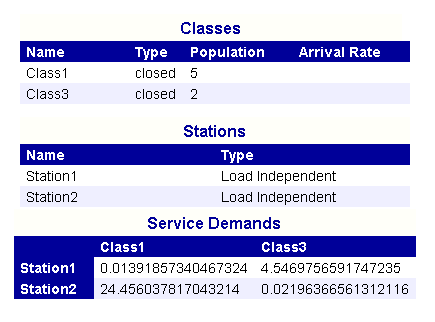 Classes
Name Type Population Arrival Rate
Class1 closed 5
Class3 closed 2
Stations
Name Type
Station1 Load Independent
Station2 Load Independent
Service Demands
Class1 Class3
Station1 0.01391857340467324 4.5469756591747235
Station2 24.456037817043214 0.02196366561312116